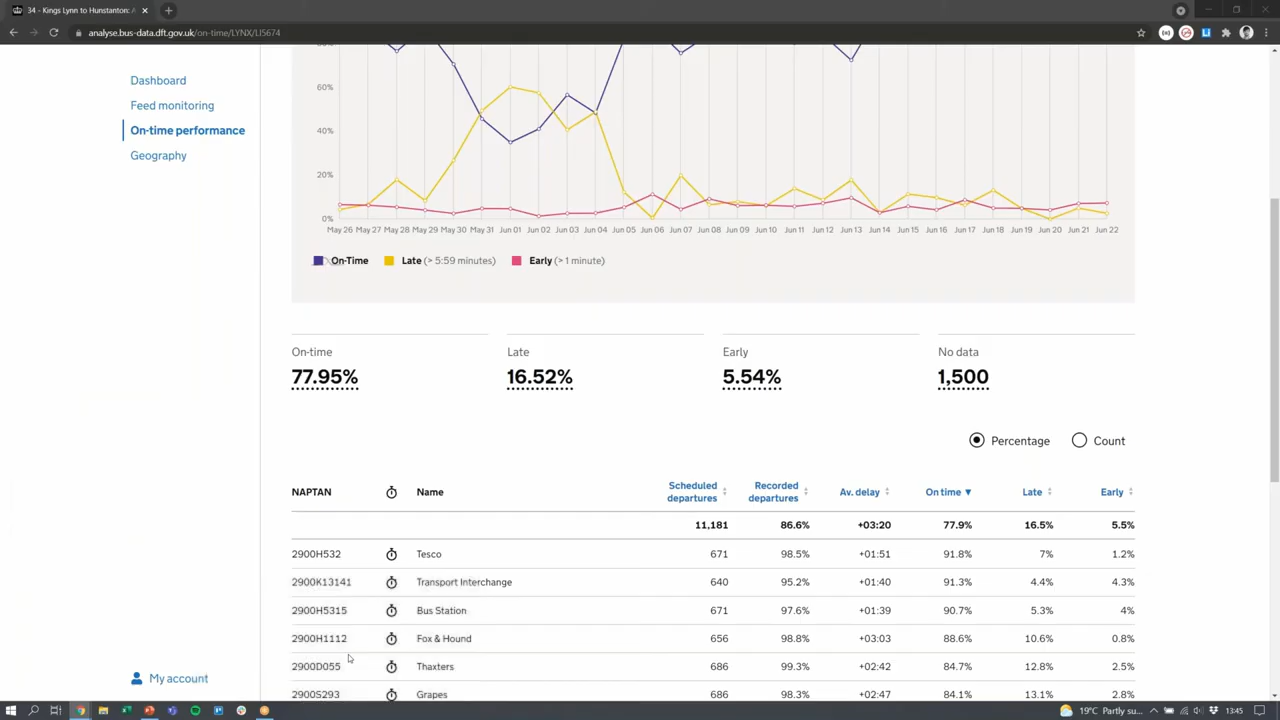 34 - Kings Lynn to Hunstanton: A
analyse.bus-data.dft.gov.uk/on-time/LYNX/LI5674
Dashboard
Feed monitoring
On-time performance
Geography
60%
40%
20%
0%
May 26 May 27 May 28 May 29 May 30 May 31 Jun 01 Jun 02 Jun 03 Jun 04 Jun 05 Jun 06 Jun 07 Jun 08 Jun 09 Jun 10 Jun 11 Jun 12 Jun 13 Jun 14 Jun 15 Jun 16 Jun 17 Jun 18 Jun 19 Jun 20 Jun 21 Jun 22
On-Time Late (> 5:59 minutes) Early (> 1 minute)
On-time Late Early No data
77.95% 16.52% 5.54% 1,500
Percentage Count
NAPTAN Name Scheduled departures Recorded departures Av. delay On time ▼ Late Early
11,181 86.6% +03:20 77.9% 16.5% 5.5%
2900H532 Tesco 671 98.5% +01:51 91.8% 7% 1.2%
2900K13141 Transport Interchange 640 95.2% +01:40 91.3% 4.4% 4.3%
2900H5315 Bus Station 671 97.6% +01:39 90.7% 5.3% 4%
2900H1112 Fox & Hound 656 98.8% +03:03 88.6% 10.6% 0.8%
2900D055 Thaxters 686 99.3% +02:42 84.7% 12.8% 2.5%
2900S293 Grapes 686 98.3% +02:47 84.1% 13.1% 2.8%
My account
19°C Partly su... 13:45